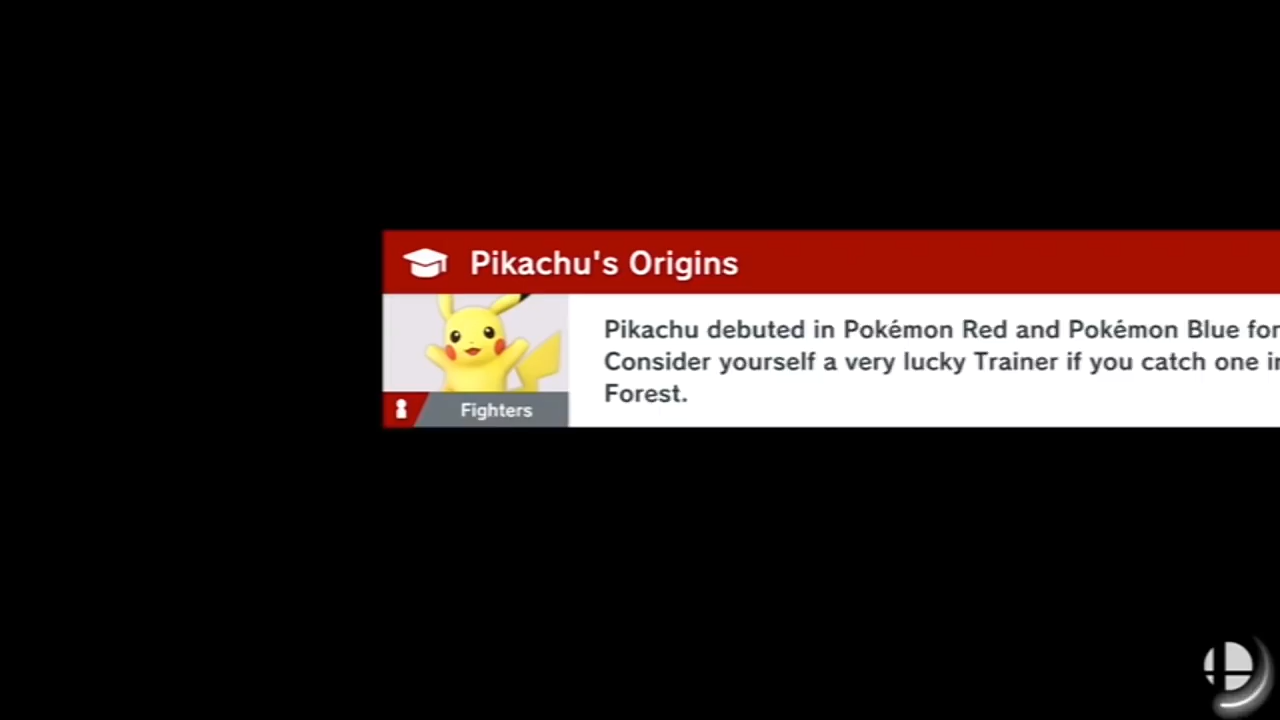 Pikachu's Origins
Pikachu debuted in Pokémon Red and Pokémon Blue for
Consider yourself a very lucky Trainer if you catch one in
Forest.
Fighters